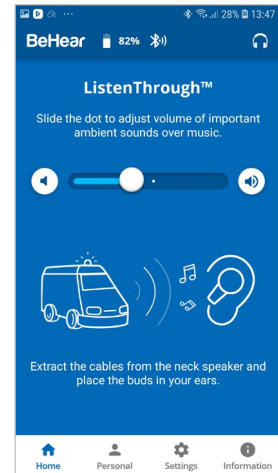 28% 13:47
BeHear 82%
ListenThrough™
Slide the dot to adjust volume of important
ambient sounds over music.
Extract the cables from the neck speaker and
place the buds in your ears.
Home Personal Settings Information